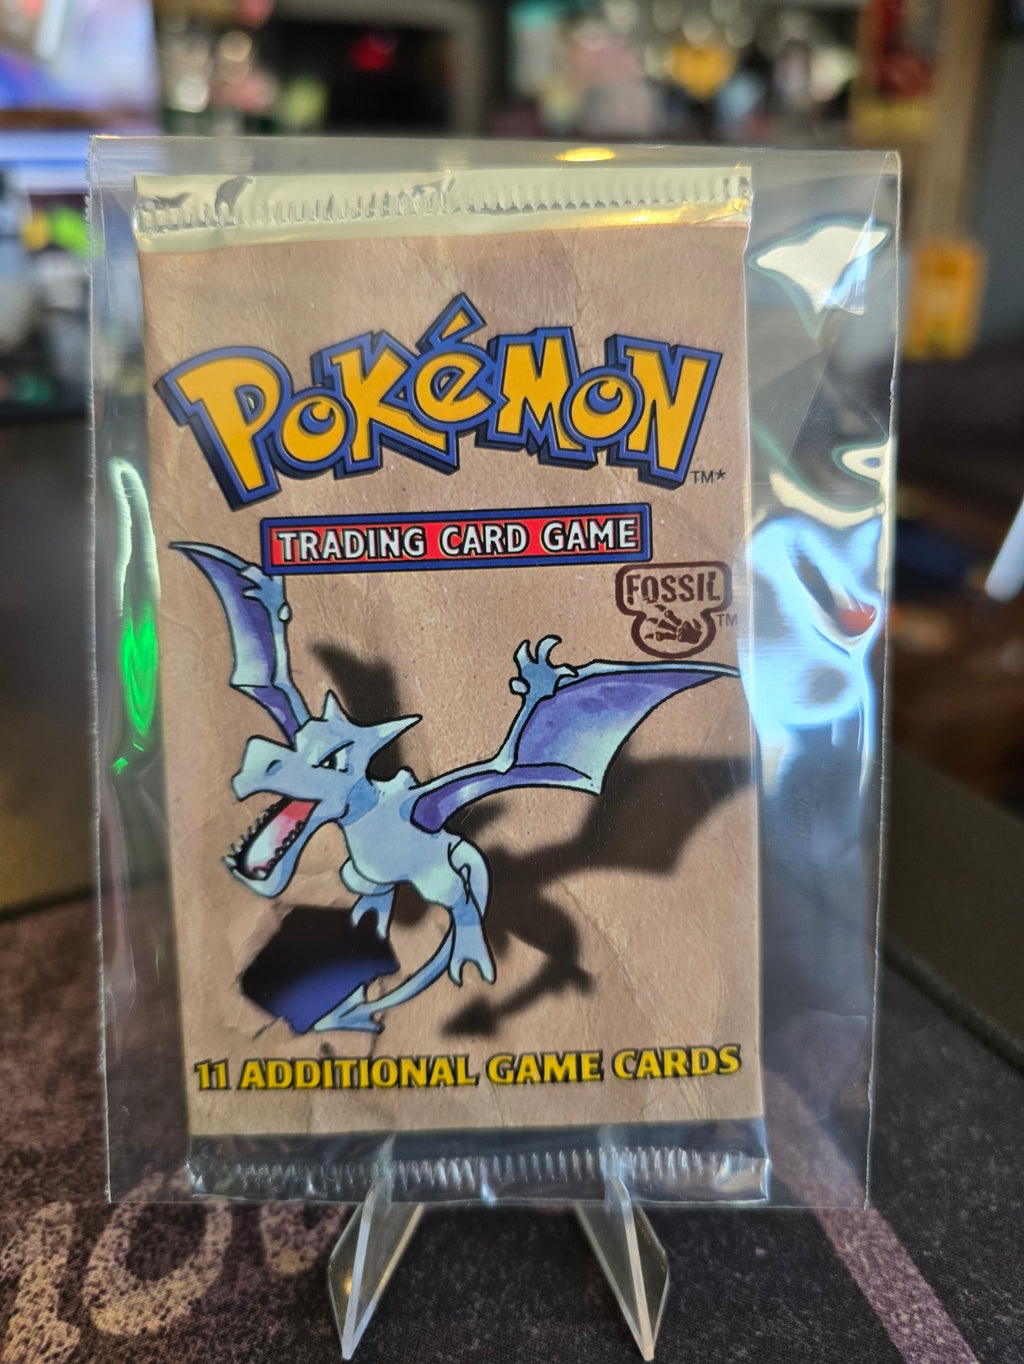 POKéMON
TM*
TRADING CARD GAME
FOSSIL
TM
11 ADDITIONAL GAME CARDS